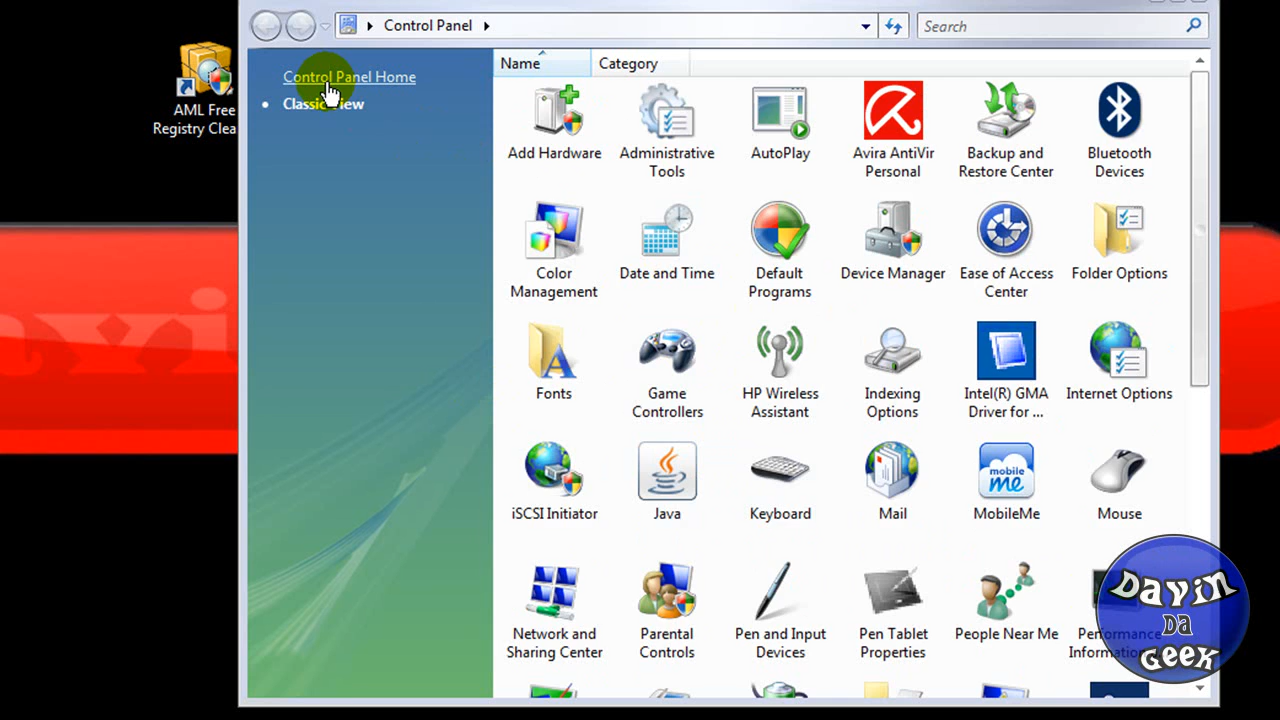 Control Panel
Search
AML Free
Registry Clea
Control Panel Home
Classic View
Name
Category
Add Hardware
Administrative
Tools
AutoPlay
Avira AntiVir
Personal
Backup and
Restore Center
Bluetooth
Devices
Color
Management
Date and Time
Default
Programs
Device Manager
Ease of Access
Center
Folder Options
Fonts
Game
Controllers
HP Wireless
Assistant
Indexing
Options
Intel(R) GMA
Driver for ...
Internet Options
iSCSI Initiator
Java
Keyboard
Mail
mobile
me
MobileMe
Mouse
Network and
Sharing Center
Parental
Controls
Pen and Input
Devices
Pen Tablet
Properties
People Near Me
Performance
Information
Davin
Da
Geek